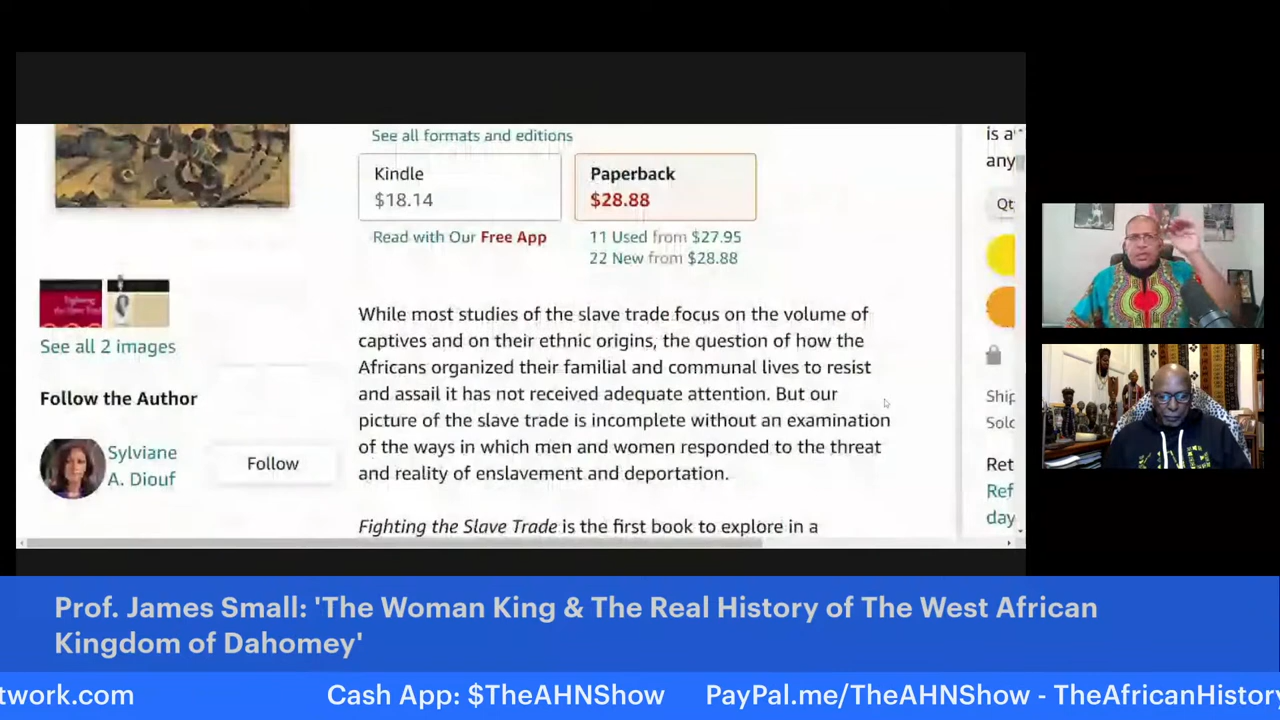 See all formats and editions
Kindle
$18.14
Paperback
$28.88
Read with Our Free App
11 Used from $27.95
22 New from $28.88
See all 2 images
Follow the Author
Sylviane
A. Diouf
Follow
While most studies of the slave trade focus on the volume of
captives and on their ethnic origins, the question of how the
Africans organized their familial and communal lives to resist
and assail it has not received adequate attention. But our
picture of the slave trade is incomplete without an examination
of the ways in which men and women responded to the threat
and reality of enslavement and deportation.
Fighting the Slave Trade is the first book to explore in a
is a
any
Qt
Ship
Sold
Ret
Ref
day
Prof. James Small: 'The Woman King & The Real History of The West African
Kingdom of Dahomey'
twork.com Cash App: $TheAHNShow PayPal.me/TheAHNShow - TheAfricanHistory